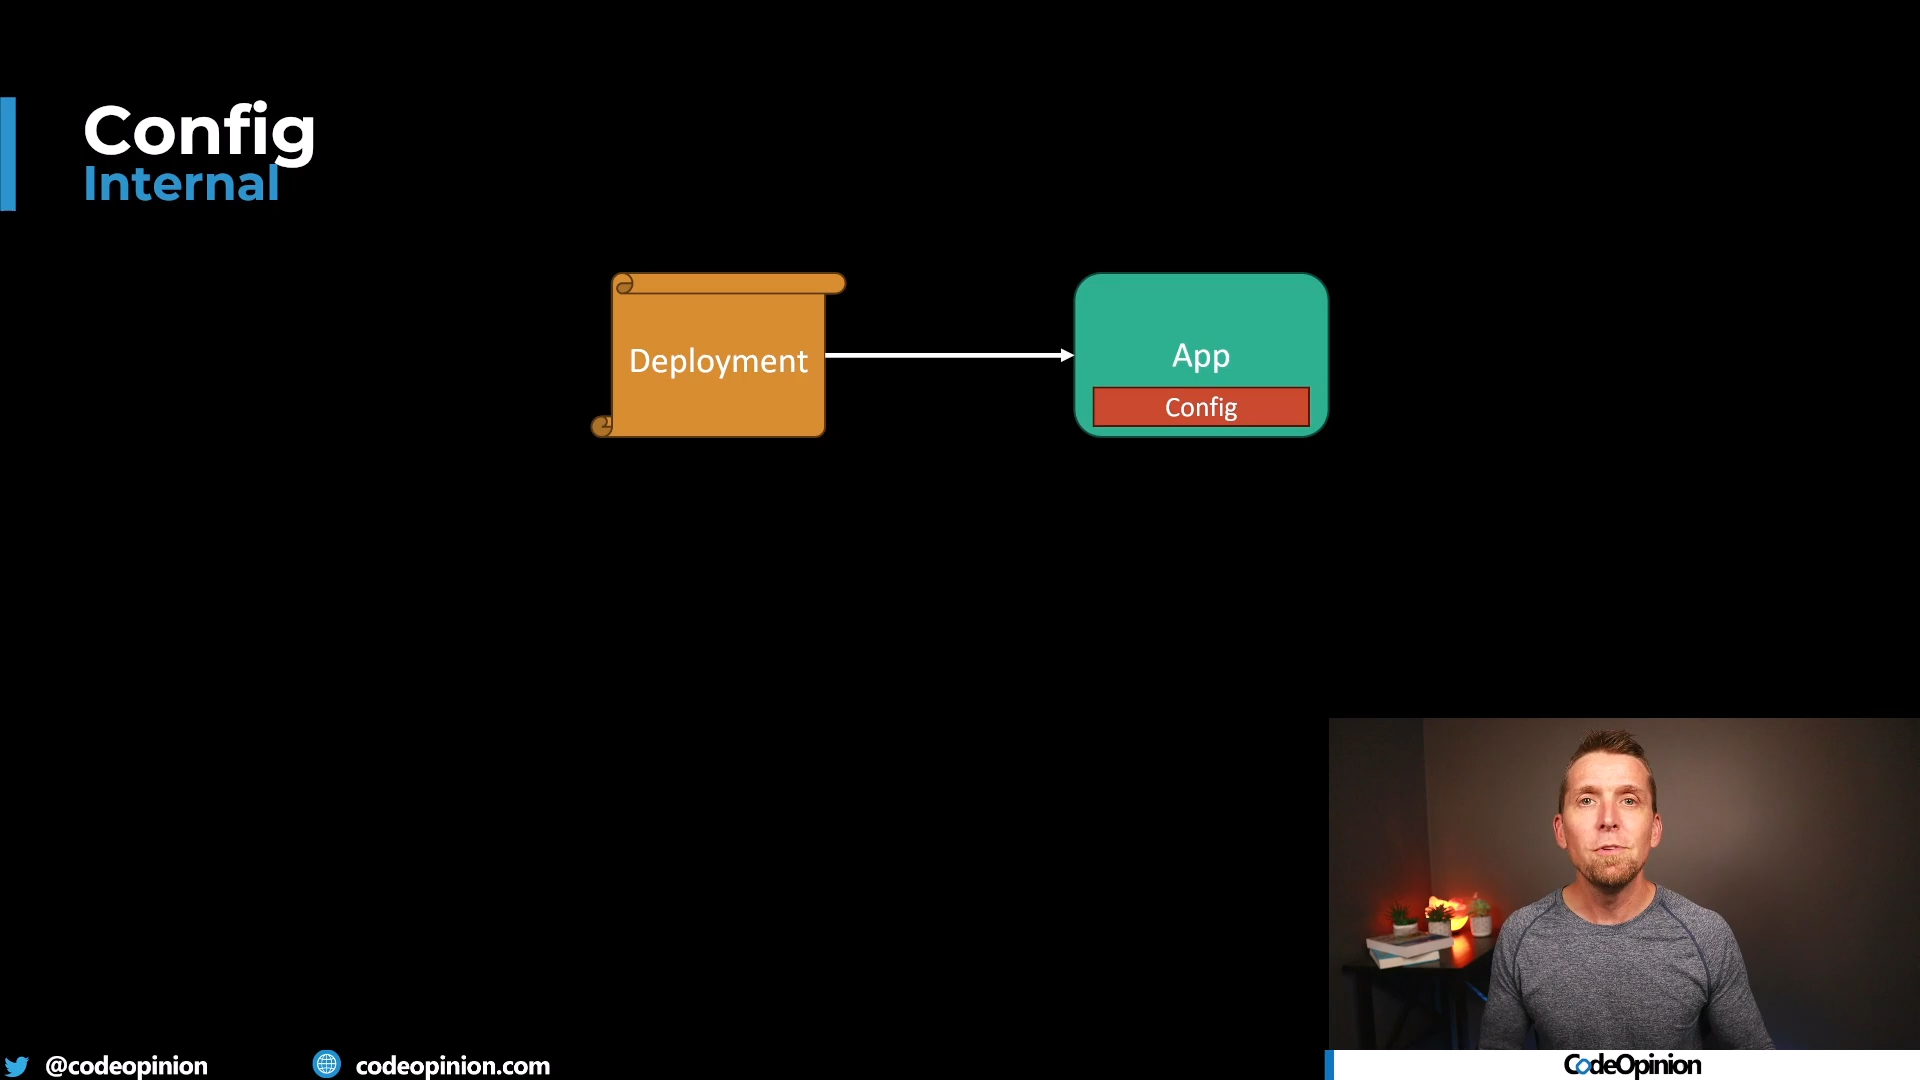 Config
Internal
Deployment
App
Config
@codeopinion
codeopinion.com
CodeOpinion